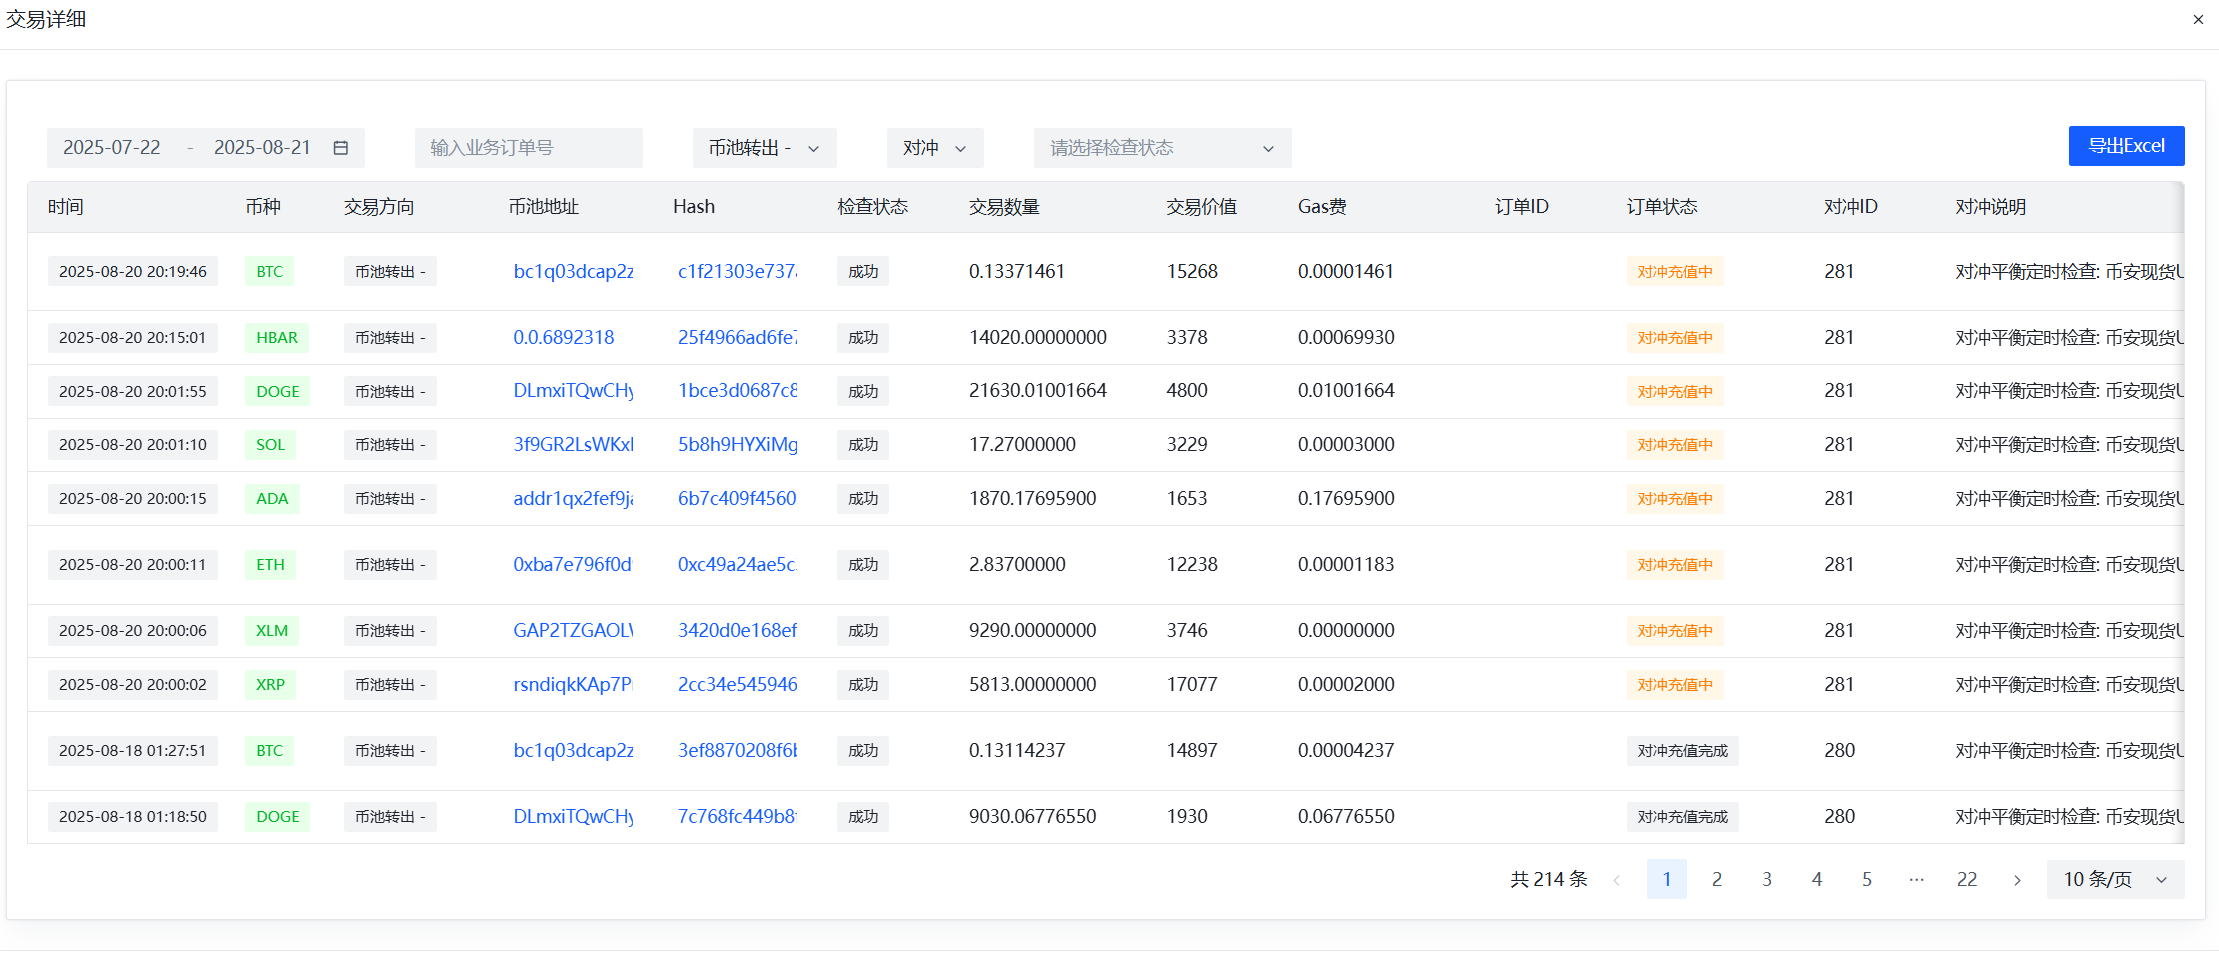 交易详细
2025-07-22 - 2025-08-21 输入业务订单号 币池转出 - 对冲 请选择检查状态 导出Excel
时间 币种 交易方向 币池地址 Hash 检查状态 交易数量 交易价值 Gas费 订单ID 订单状态 对冲ID 对冲说明
2025-08-20 20:19:46 BTC 币池转出 - bc1q03dcap2z c1f21303e737 成功 0.13371461 15268 0.00001461 对冲充值中 281 对冲平衡定时检查: 币安现货U
2025-08-20 20:15:01 HBAR 币池转出 - 0.0.6892318 25f4966ad6fe7 成功 14020.00000000 3378 0.00069930 对冲充值中 281 对冲平衡定时检查: 币安现货U
2025-08-20 20:01:55 DOGE 币池转出 - DLmxiTQwCHy 1bce3d0687c8 成功 21630.01001664 4800 0.01001664 对冲充值中 281 对冲平衡定时检查: 币安现货U
2025-08-20 20:01:10 SOL 币池转出 - 3f9GR2LsWKx 5b8h9HYXiMg 成功 17.27000000 3229 0.00003000 对冲充值中 281 对冲平衡定时检查: 币安现货U
2025-08-20 20:00:15 ADA 币池转出 - addr1qx2fef9ja 6b7c409f4560 成功 1870.17695900 1653 0.17695900 对冲充值中 281 对冲平衡定时检查: 币安现货U
2025-08-20 20:00:11 ETH 币池转出 - 0xba7e796f0d 0xc49a24ae5c 成功 2.83700000 12238 0.00001183 对冲充值中 281 对冲平衡定时检查: 币安现货U
2025-08-20 20:00:06 XLM 币池转出 - GAP2TZGAOL 3420d0e168ef 成功 9290.00000000 3746 0.00000000 对冲充值中 281 对冲平衡定时检查: 币安现货U
2025-08-20 20:00:02 XRP 币池转出 - rsndiqkKAp7P 2cc34e545946 成功 5813.00000000 17077 0.00002000 对冲充值中 281 对冲平衡定时检查: 币安现货U
2025-08-18 01:27:51 BTC 币池转出 - bc1q03dcap2z 3ef8870208f6 成功 0.13114237 14897 0.00004237 对冲充值完成 280 对冲平衡定时检查: 币安现货U
2025-08-18 01:18:50 DOGE 币池转出 - DLmxiTQwCHy 7c768fc449b8 成功 9030.06776550 1930 0.06776550 对冲充值完成 280 对冲平衡定时检查: 币安现货U
共 214 条 1 2 3 4 5 ··· 22 10 条/页